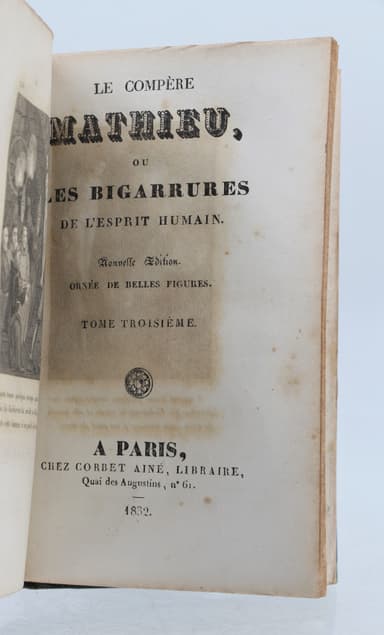 LE COMPÈRE
MATHIEU,
OU
LES BIGARRURES
DE L'ESPRIT HUMAIN.
Nouvelle Édition.
ORNÉE DE BELLES FIGURES.
TOME TROISIÈME.
A PARIS,
CHEZ CORBET AINÉ, LIBRAIRE,
Quai des Augustins, n° 61.
1832.